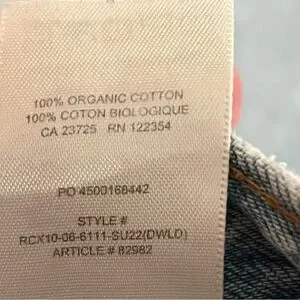 100% ORGANIC COTTON
100% COTON BIOLOGIQUE
CA 23725 RN 122354
PO 4500168442
STYLE #
RCX10-06-6111-SU22(DWLD)
ARTICLE # 82982